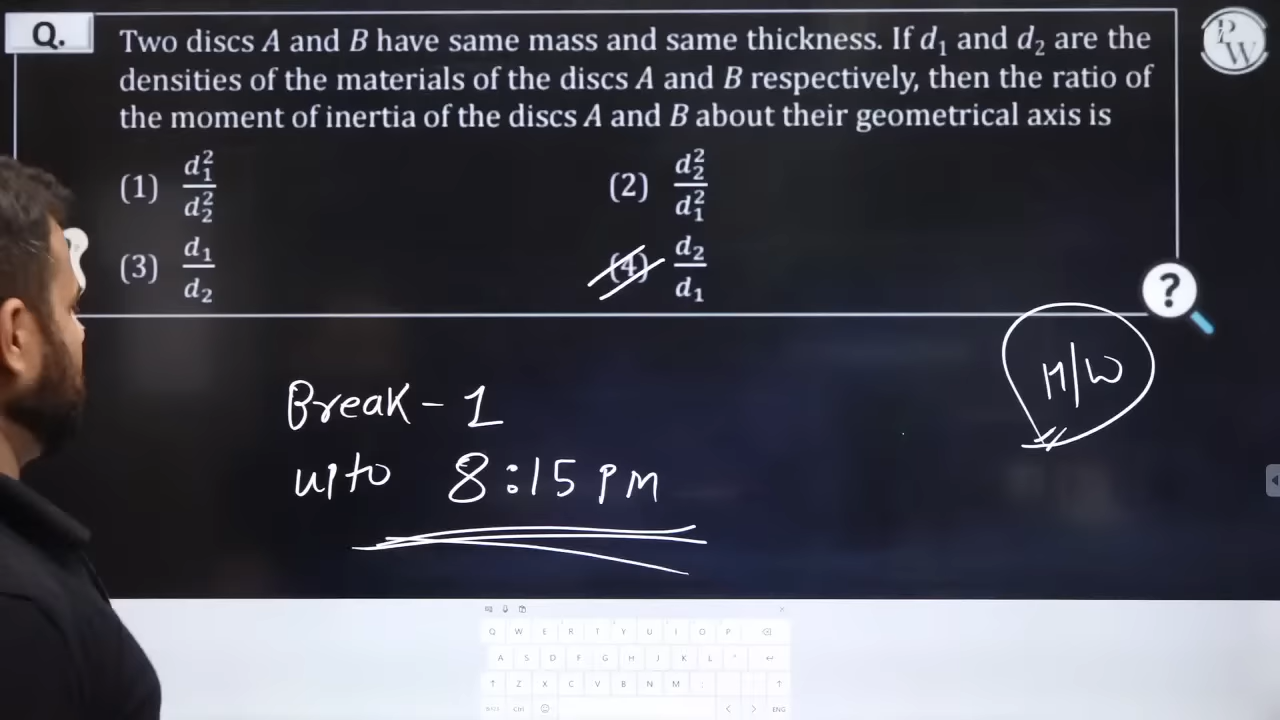 Q.
Two discs A and B have same mass and same thickness. If d₁ and d₂ are the
densities of the materials of the discs A and B respectively, then the ratio of
the moment of inertia of the discs A and B about their geometrical axis is
(1) d₁²/d₂² (2) d₂²/d₁²
(3) d₁/d₂ (4) d₂/d₁
?
H/W
Break - 1
upto 8:15 PM
PW
Q W E R T Y U I O P
A S D F G H J K L
Z X C V B N M
Ctrl ENG